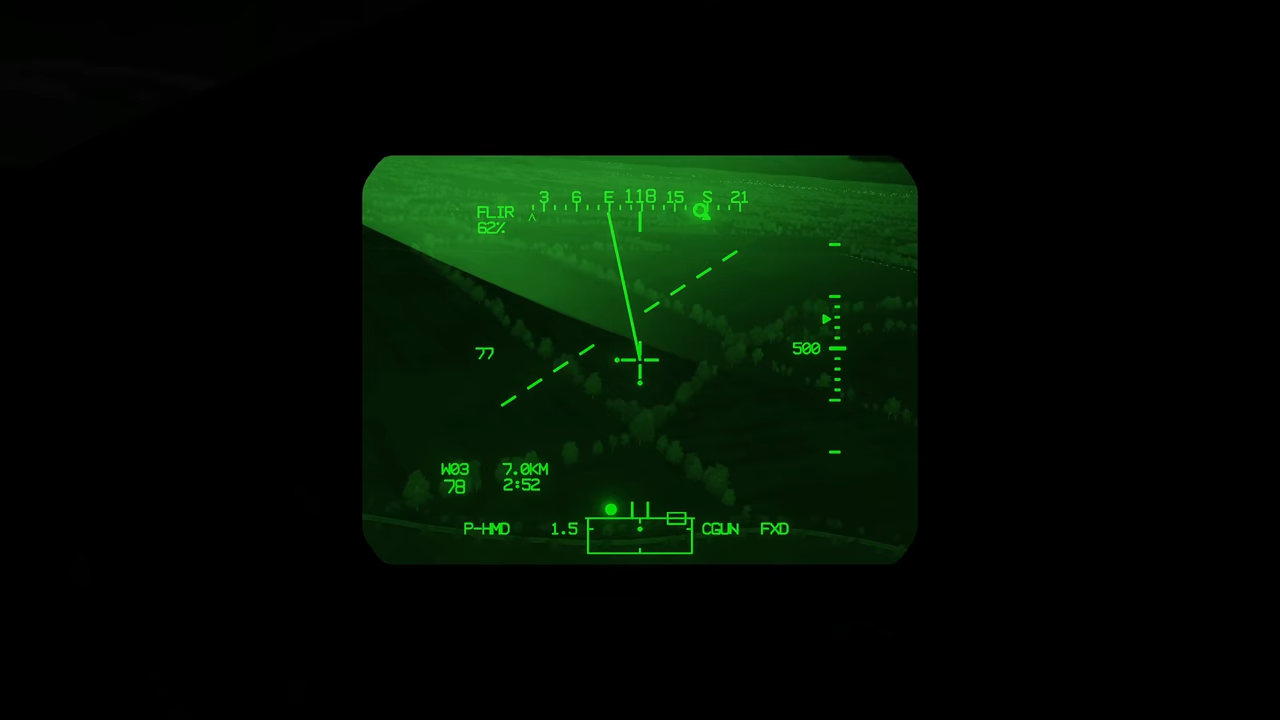 3 6 E 118 15 S 21
FLIR
62%
77
500
W03 7.0KM
78 2:52
P-HMD 1.5 CGUN FXD